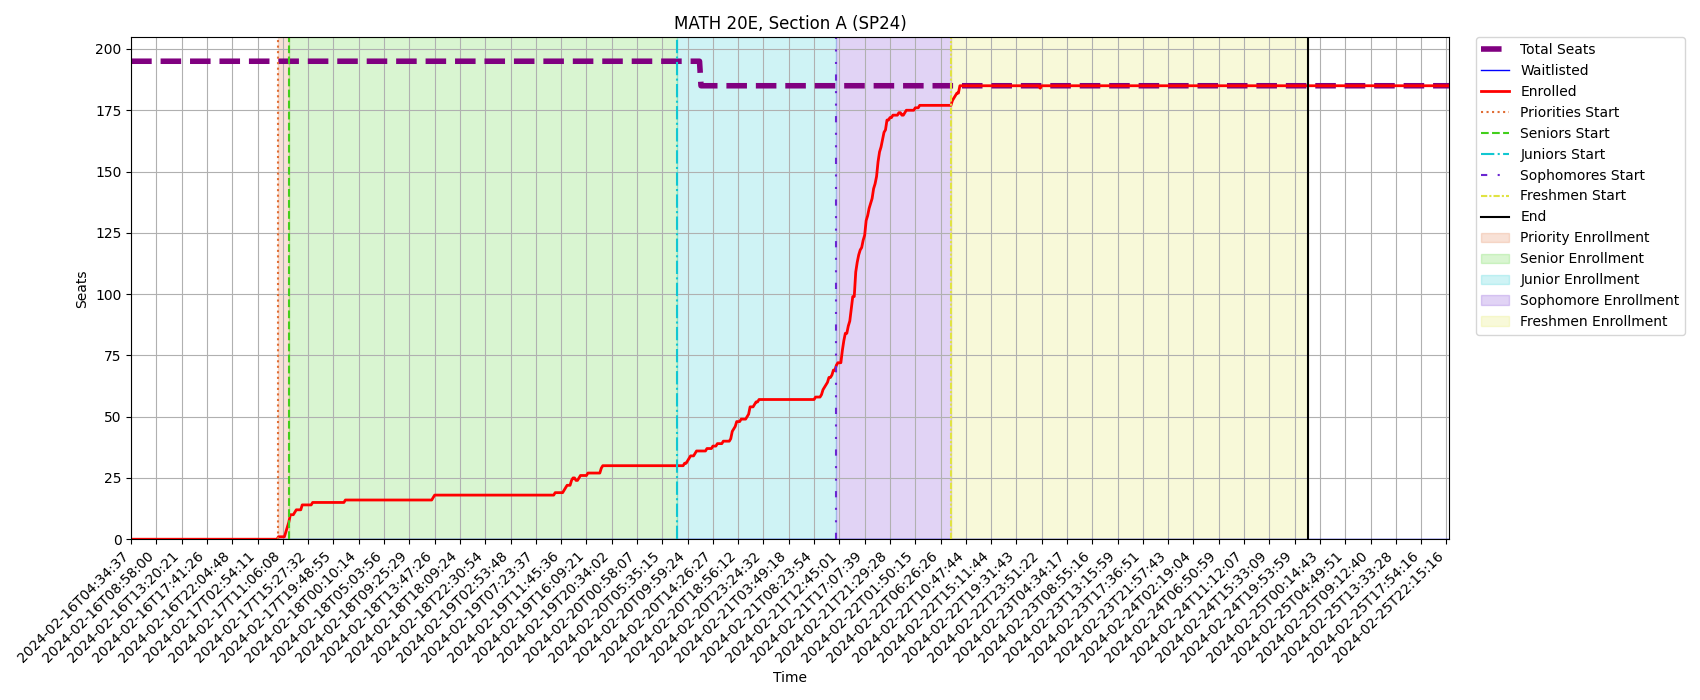 MATH 20E, Section A (SP24)
200
175
150
125
100
75
50
25
0
Seats
2024-02-16T04:34:37
2024-02-16T08:58:00
2024-02-16T13:20:21
2024-02-16T17:41:26
2024-02-16T22:04:48
2024-02-17T02:54:11
2024-02-17T11:06:08
2024-02-17T15:27:32
2024-02-17T19:48:55
2024-02-18T00:10:14
2024-02-18T05:03:56
2024-02-18T09:25:29
2024-02-18T13:47:26
2024-02-18T18:09:24
2024-02-18T22:30:54
2024-02-19T02:53:48
2024-02-19T07:23:37
2024-02-19T11:45:36
2024-02-19T16:09:21
2024-02-19T20:34:02
2024-02-20T00:58:07
2024-02-20T05:35:15
2024-02-20T09:59:24
2024-02-20T14:26:27
2024-02-20T18:56:12
2024-02-20T23:24:32
2024-02-21T03:49:18
2024-02-21T08:23:54
2024-02-21T12:45:01
2024-02-21T17:07:39
2024-02-21T21:29:28
2024-02-22T01:50:15
2024-02-22T06:26:26
2024-02-22T10:47:44
2024-02-22T15:11:44
2024-02-22T19:31:43
2024-02-22T23:51:22
2024-02-23T04:34:17
2024-02-23T08:55:16
2024-02-23T13:15:59
2024-02-23T17:36:51
2024-02-23T21:57:43
2024-02-24T02:19:04
2024-02-24T06:50:59
2024-02-24T11:12:07
2024-02-24T15:33:09
2024-02-24T19:53:59
2024-02-25T00:14:43
2024-02-25T04:49:51
2024-02-25T09:12:40
2024-02-25T13:33:28
2024-02-25T17:54:16
2024-02-25T22:15:16
Time
Total Seats
Waitlisted
Enrolled
Priorities Start
Seniors Start
Juniors Start
Sophomores Start
Freshmen Start
End
Priority Enrollment
Senior Enrollment
Junior Enrollment
Sophomore Enrollment
Freshmen Enrollment